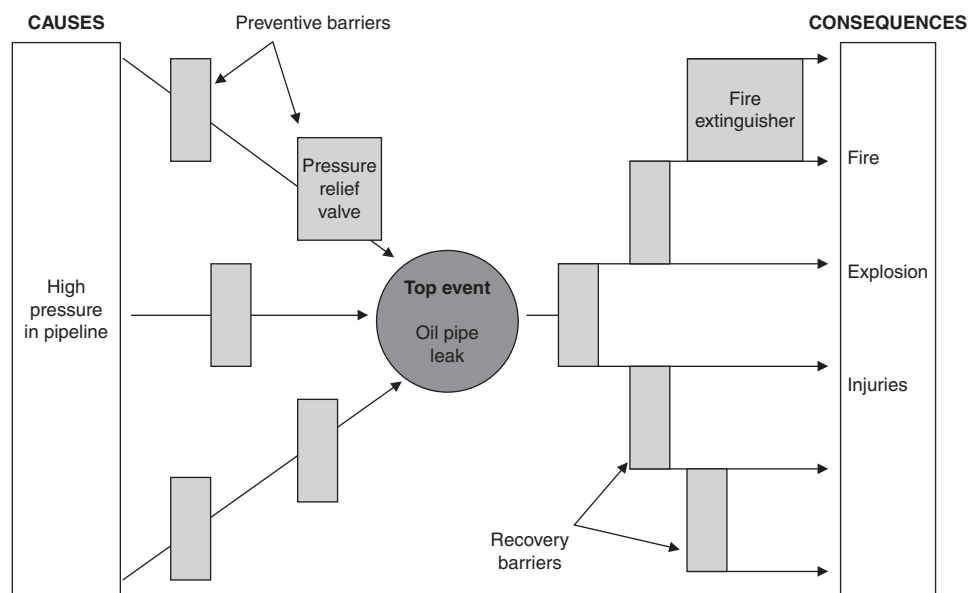 CAUSES
Preventive barriers
CONSEQUENCES
Fire
extinguisher
Pressure
relief
valve
Fire
High
pressure
in pipeline
Top event
Oil pipe
leak
Explosion
Injuries
Recovery
barriers